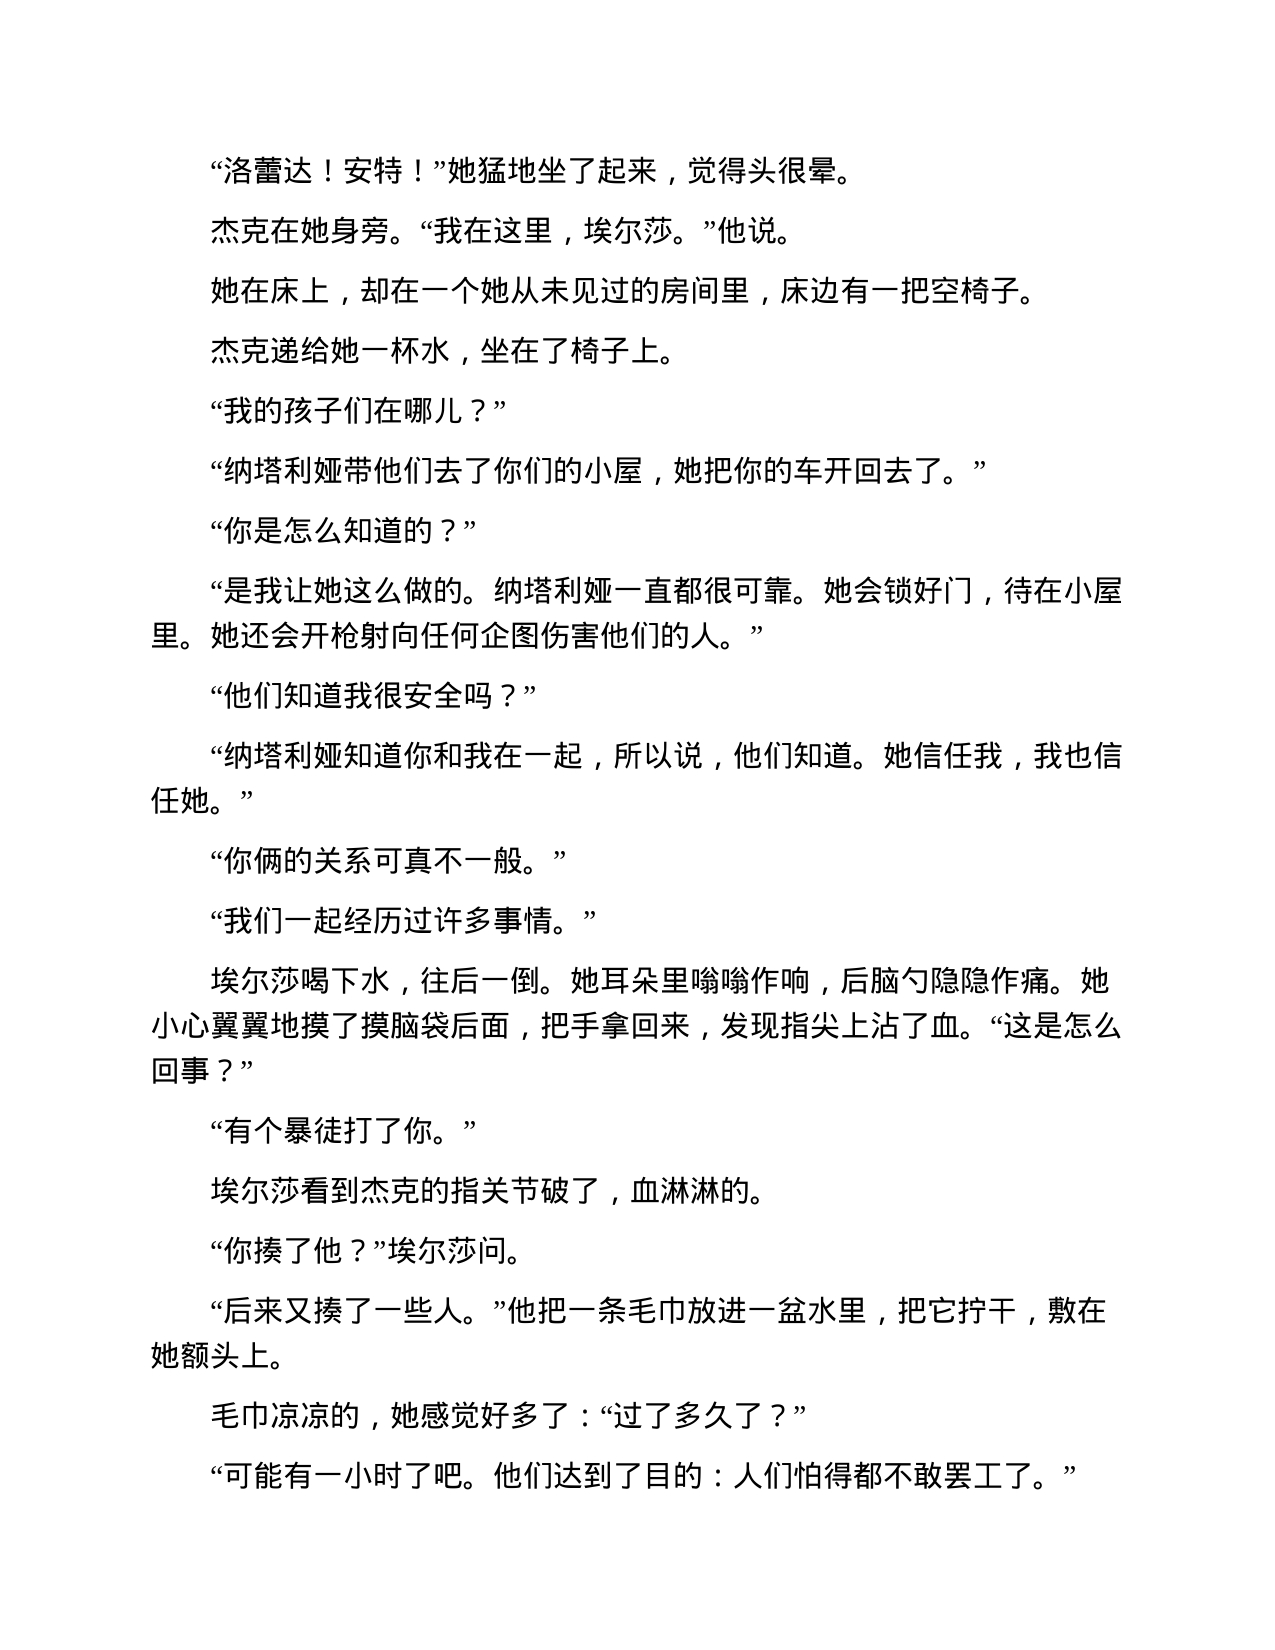 “洛蕾达！安特！”她猛地坐了起来，觉得头很晕。
杰克在她身旁。“我在这里，埃尔莎。”他说。
她在床上，却在一个她从未见过的房间里，床边有一把空椅子。
杰克递给她一杯水，坐在了椅子上。
“我的孩子们在哪儿？”
“纳塔利娅带他们去了你们的小屋，她把你的车开回去了。”
“你是怎么知道的？”
“是我让她这么做的。纳塔利娅一直都很可靠。她会锁好门，待在小屋
里。她还会开枪射向任何企图伤害他们的人。”
“他们知道我很安全吗？”
“纳塔利娅知道你和我在一起，所以说，他们知道。她信任我，我也信
任她。”
“你俩的关系可真不一般。”
“我们一起经历过许多事情。”
埃尔莎喝下水，往后一倒。她耳朵里嗡嗡作响，后脑勺隐隐作痛。她
小心翼翼地摸了摸脑袋后面，把手拿回来，发现指尖上沾了血。“这是怎么
回事？”
“有个暴徒打了你。”
埃尔莎看到杰克的指关节破了，血淋淋的。
“你揍了他？”埃尔莎问。
“后来又揍了一些人。”他把一条毛巾放进一盆水里，把它拧干，敷在
她额头上。
毛巾凉凉的，她感觉好多了：“过了多久了？”
“可能有一小时了吧。他们达到了目的：人们怕得都不敢罢工了。”